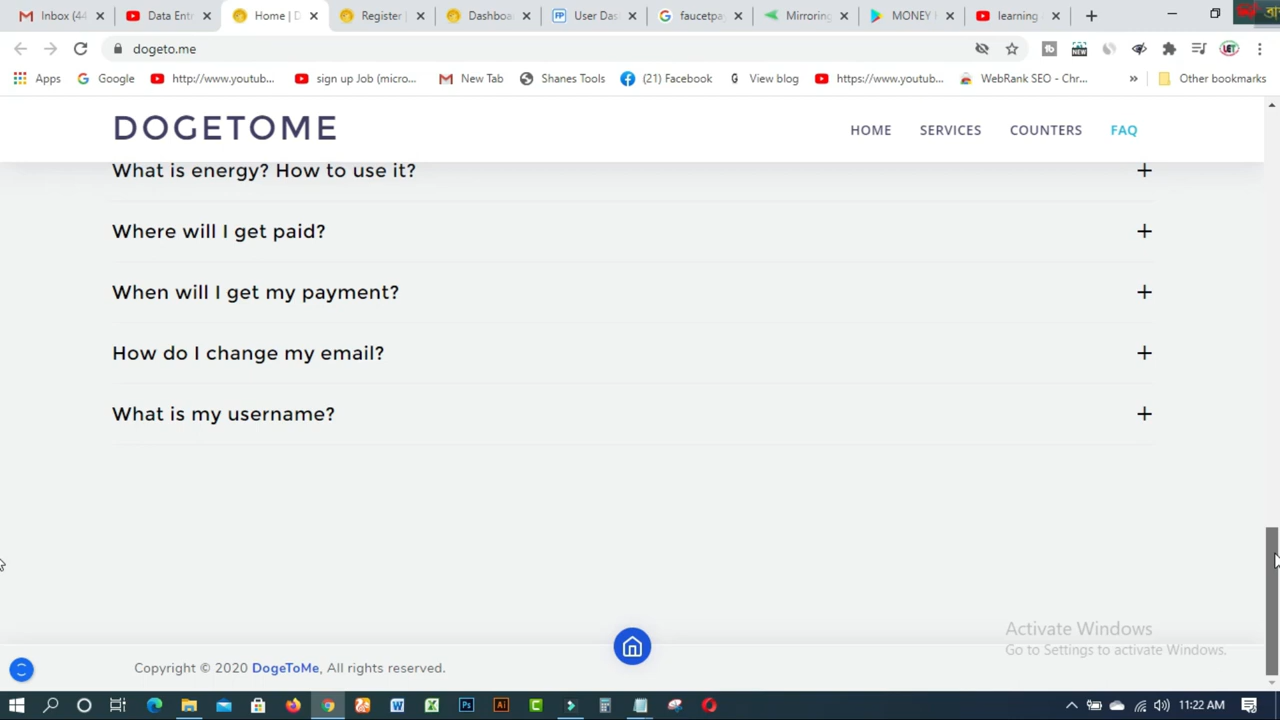 Inbox (44
Data Entr
Home | D
Register |
Dashboa
User Das
faucetpa
Mirroring
MONEY
learning
dogeto.me
Apps
Google
http://www.youtub...
sign up Job (micro...
New Tab
Shanes Tools
(21) Facebook
View blog
https://www.youtub...
WebRank SEO - Chr...
»
Other bookmarks
DOGETOME
HOME
SERVICES
COUNTERS
FAQ
What is energy? How to use it?
Where will I get paid?
When will I get my payment?
How do I change my email?
What is my username?
Activate Windows
Go to Settings to activate Windows.
Copyright © 2020 DogeToMe, All rights reserved.
11:22 AM